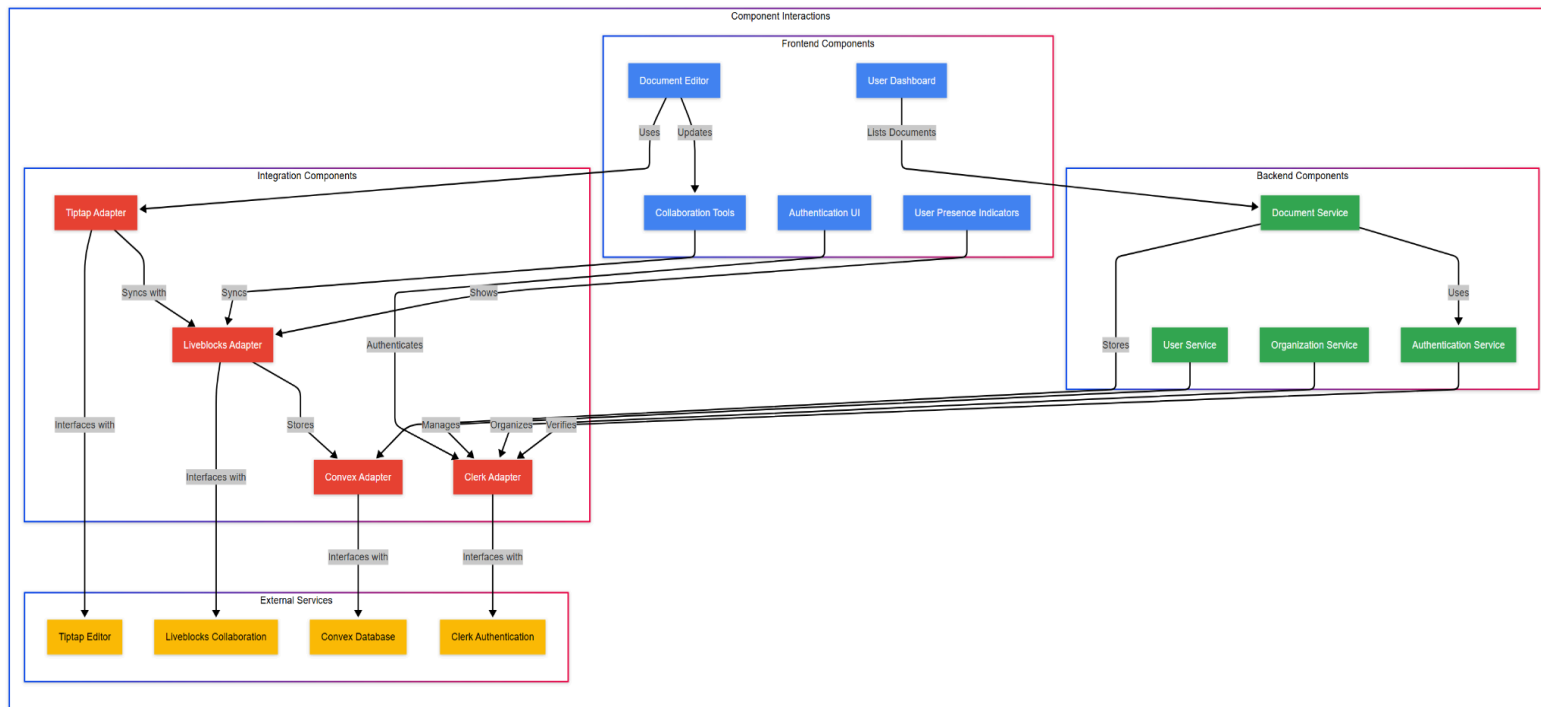 Component Interactions
Frontend Components
Document Editor
User Dashboard
Uses
Updates
Lists Documents
Integration Components
Backend Components
Tiptap Adapter
Collaboration Tools
Authentication UI
User Presence Indicators
Document Service
Syncs with
Syncs
Shows
Uses
Liveblocks Adapter
Authenticates
Stores
User Service
Organization Service
Authentication Service
Interfaces with
Stores
Manages
Organizes
Verifies
Interfaces with
Convex Adapter
Clerk Adapter
Interfaces with
Interfaces with
External Services
Tiptap Editor
Liveblocks Collaboration
Convex Database
Clerk Authentication